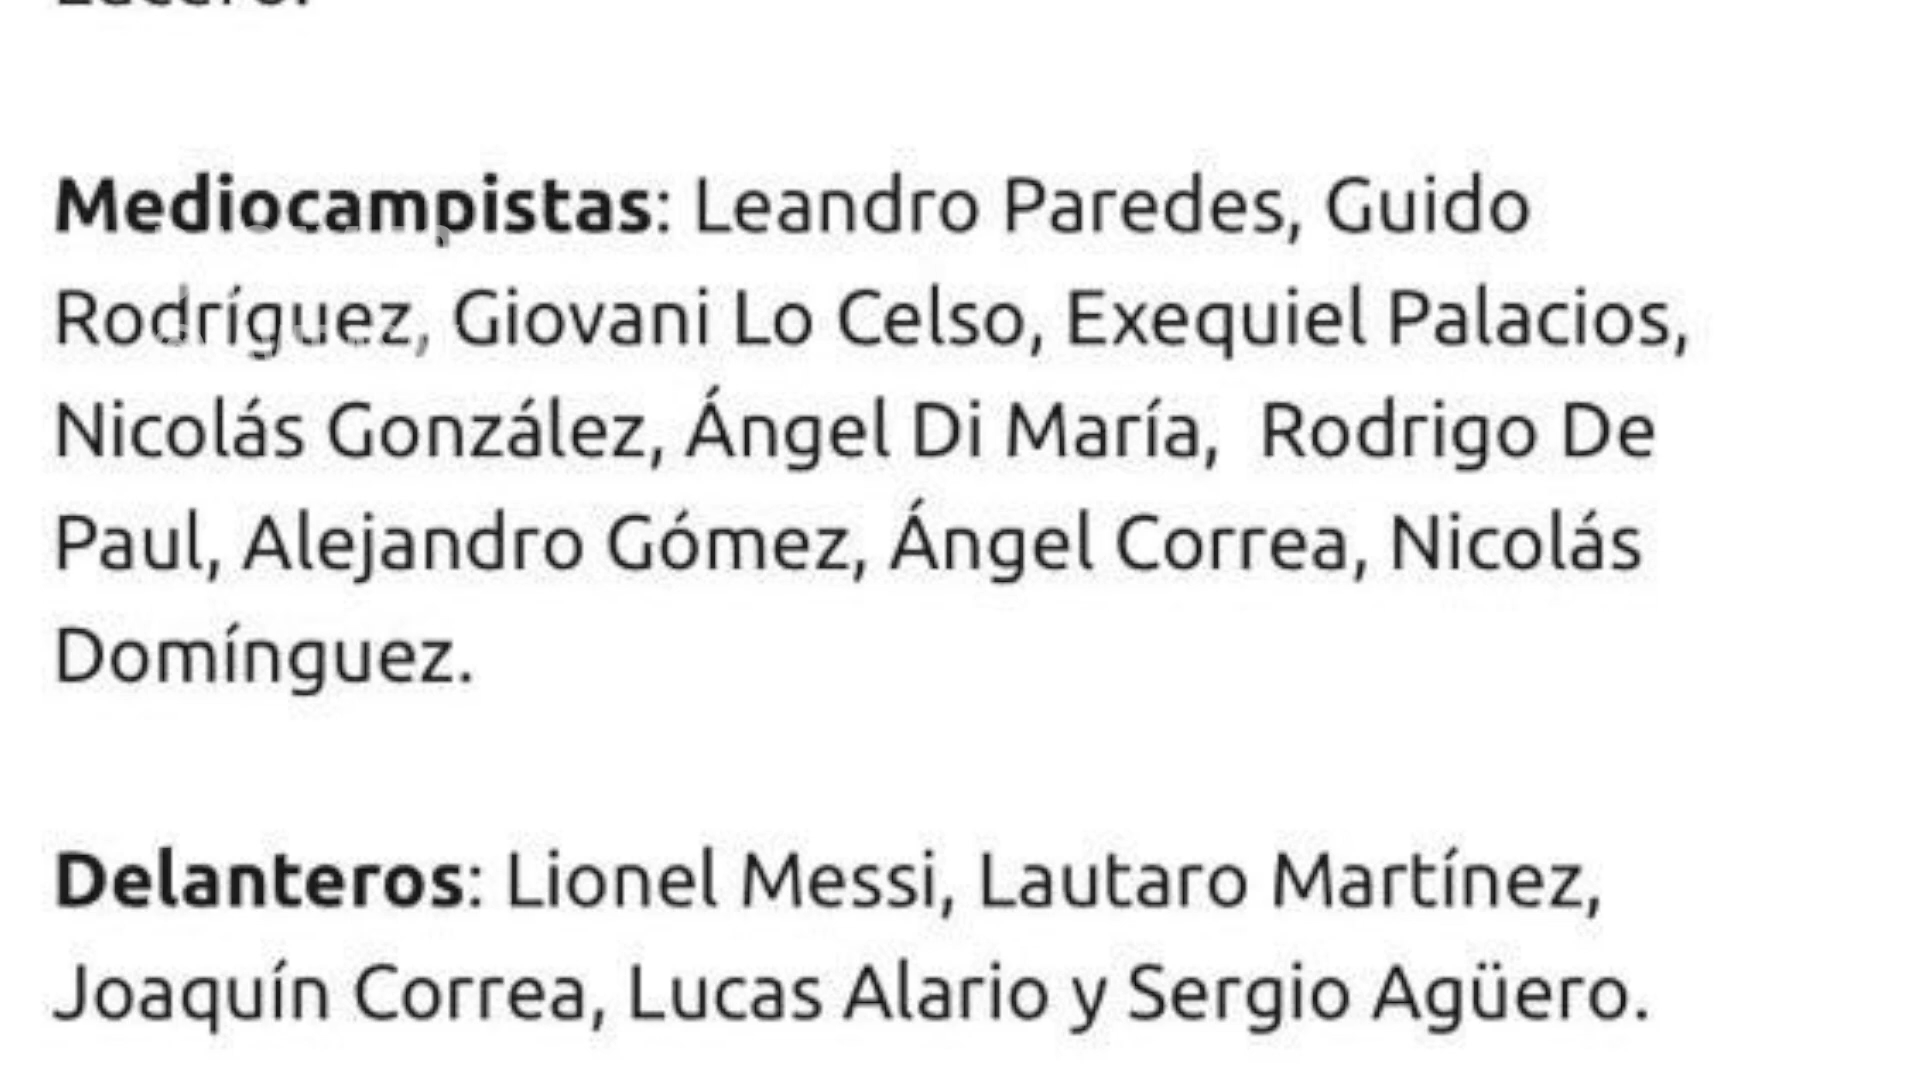 Mediocampistas: Leandro Paredes, Guido
Rodríguez, Giovani Lo Celso, Exequiel Palacios,
Nicolás González, Ángel Di María, Rodrigo De
Paul, Alejandro Gómez, Ángel Correa, Nicolás
Domínguez.
Delanteros: Lionel Messi, Lautaro Martínez,
Joaquín Correa, Lucas Alario y Sergio Agüero.